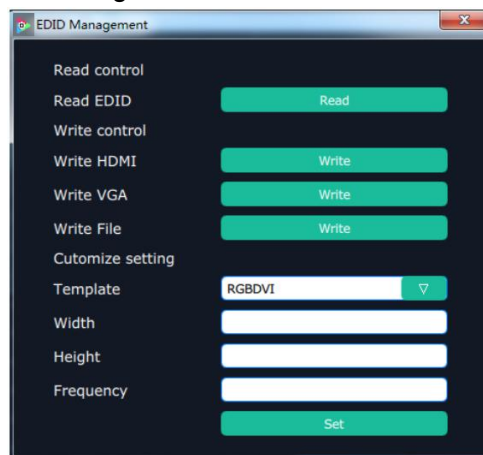 EDID Management
Read control
Read EDID Read
Write control
Write HDMI Write
Write VGA Write
Write File Write
Cutomize setting
Template RGBDVI
Width
Height
Frequency
Set